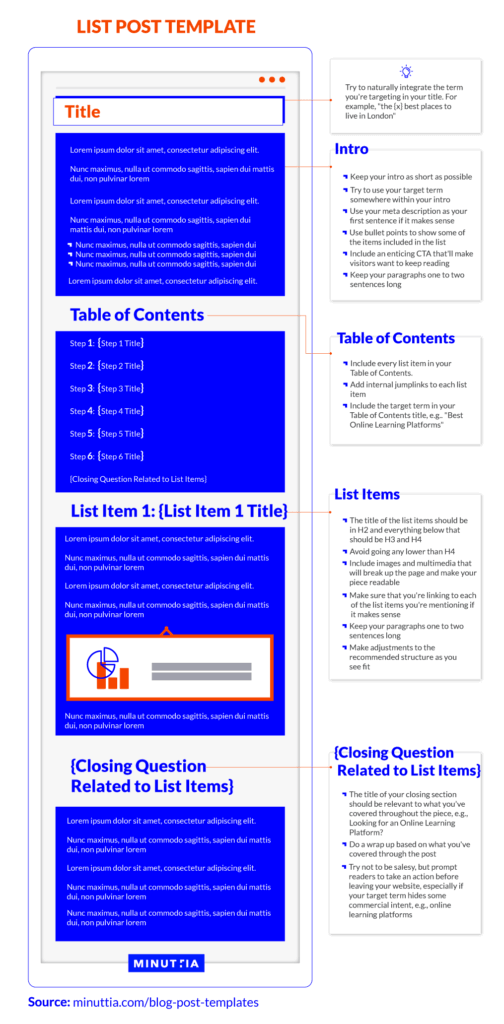 LIST POST TEMPLATE
Title
Try to naturally integrate the term
you're targeting in your title. For
example, "the {x} best places to
live in London"
Lorem ipsum dolor sit amet, consectetur adipiscing elit.
Nunc maximus, nulla ut commodo sagittis, sapien dui mattis
dui, non pulvinar lorem
Lorem ipsum dolor sit amet, consectetur adipiscing elit.
Nunc maximus, nulla ut commodo sagittis, sapien dui
mattis dui, non pulvinar lorem
Nunc maximus, nulla ut commodo sagittis, sapien dui
Nunc maximus, nulla ut commodo sagittis, sapien dui
Nunc maximus, nulla ut commodo sagittis, sapien dui
Lorem ipsum dolor sit amet, consectetur adipiscing elit.
Intro
Keep your intro as short as possible
Try to use your target term
somewhere within your intro
Use your meta description as your
first sentence if it makes sense
Use bullet points to show some of
the items included in the list
Include an enticing CTA that'll make
visitors want to keep reading
Keep your paragraphs one to two
sentences long
Table of Contents
Step 1: {Step 1 Title}
Step 2: {Step 2 Title}
Step 3: {Step 3 Title}
Step 4: {Step 4 Title}
Step 5: {Step 5 Title}
Step 6: {Step 6 Title}
[Closing Question Related to List Items]
Table of Contents
Include every list item in your
Table of Contents.
Add internal jumplinks to each list
item
Include the target term in your
Table of Contents title, e.g,. "Best
Online Learning Platforms"
List Item 1: {List Item 1 Title}
Lorem ipsum dolor sit amet, consectetur adipiscing elit.
Nunc maximus, nulla ut commodo sagittis, sapien dui mattis
dui, non pulvinar lorem
Lorem ipsum dolor sit amet, consectetur adipiscing elit.
Nunc maximus, nulla ut commodo sagittis, sapien dui mattis
dui, non pulvinar lorem
Nunc maximus, nulla ut commodo sagittis, sapien dui mattis
dui, non pulvinar lorem
List Items
The title of the list items should be
in H2 and everything below that
should be H3 and H4
Avoid going any lower than H4
Include images and multimedia that
will break up the page and make your
piece readable
Make sure that you're linking to each
of the list items you're mentioning if
it makes sense
Keep your paragraphs one to two
sentences long
Make adjustments to the
recommended structure as you
see fit
{Closing Question
Related to List Items}
Lorem ipsum dolor sit amet, consectetur adipiscing elit.
Nunc maximus, nulla ut commodo sagittis, sapien dui mattis
dui, non pulvinar lorem
Lorem ipsum dolor sit amet, consectetur adipiscing elit.
Nunc maximus, nulla ut commodo sagittis, sapien dui mattis
dui, non pulvinar lorem
Nunc maximus, nulla ut commodo sagittis, sapien dui mattis
dui, non pulvinar lorem
{Closing Question
Related to List Items}
The title of your closing section
should be relevant to what you've
covered throughout the piece, e.g.,
Looking for an Online Learning
Platform?
Do a wrap up based on what you've
covered through the post
Try not to be salesy, but prompt
readers to take an action before
leaving your website, especially if
your target term hides some
commercial intent, e.g., online
learning platforms
MINUTTIA
Source: minuttia.com/blog-post-templates